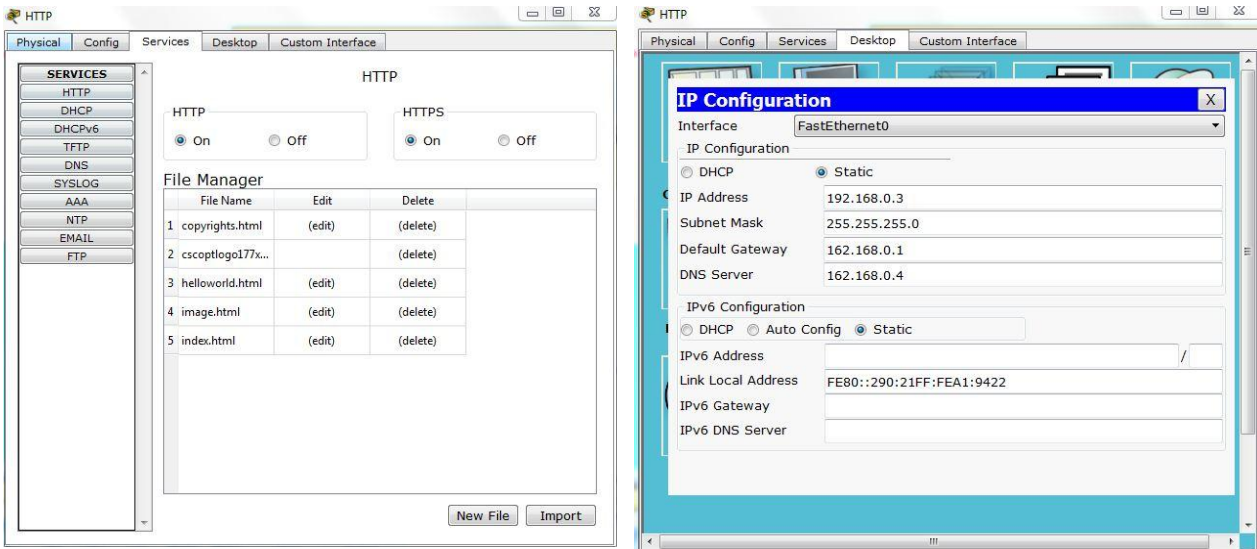 HTTP
Physical Config Services Desktop Custom Interface
SERVICES
HTTP
DHCP
DHCPv6
TFTP
DNS
SYSLOG
AAA
NTP
EMAIL
FTP
HTTP
HTTP HTTPS
On Off On Off
File Manager
File Name Edit Delete
1 copyrights.html (edit) (delete)
2 cscoptlogo177x... (delete)
3 helloworld.html (edit) (delete)
4 image.html (edit) (delete)
5 index.html (edit) (delete)
New File Import
HTTP
Physical Config Services Desktop Custom Interface
IP Configuration X
Interface FastEthernet0
IP Configuration
DHCP Static
IP Address 192.168.0.3
Subnet Mask 255.255.255.0
Default Gateway 162.168.0.1
DNS Server 162.168.0.4
IPv6 Configuration
DHCP Auto Config Static
IPv6 Address /
Link Local Address FE80::290:21FF:FEA1:9422
IPv6 Gateway
IPv6 DNS Server